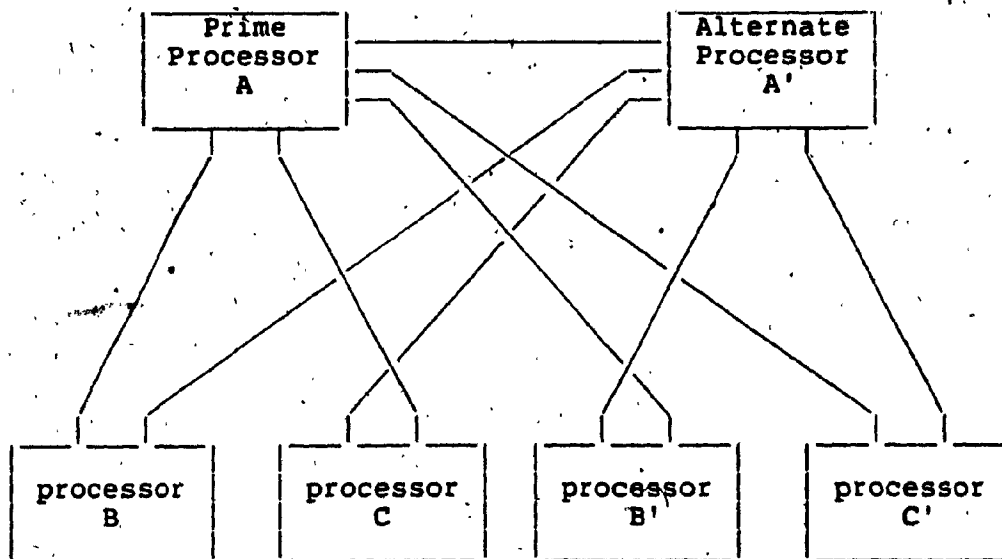 Prime
Processor
A
Alternate
Processor
A'
processor
B
processor
C
processor
B'
processor
C'